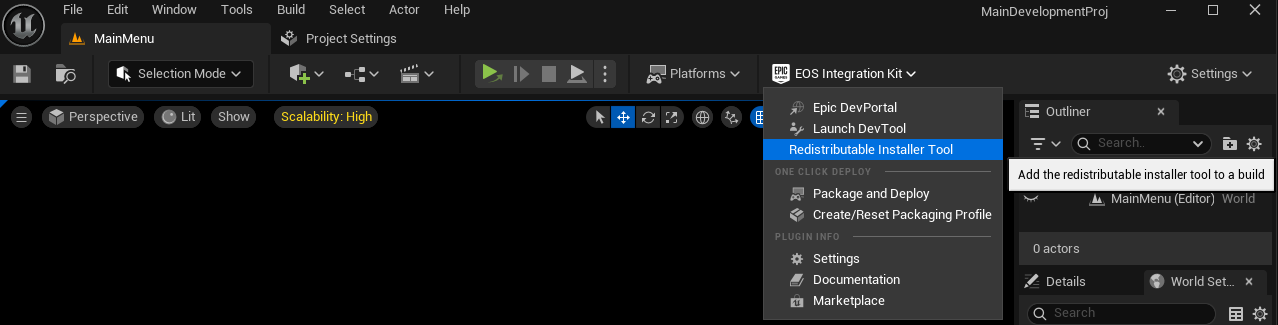 File Edit Window Tools Build Select Actor Help
MainDevelopmentProj
MainMenu
Project Settings
Selection Mode
Platforms
EPIC GAMES
EOS Integration Kit
Settings
Perspective
Lit
Show
Scalability: High
Epic DevPortal
Launch DevTool
Redistributable Installer Tool
ONE CLICK DEPLOY
Package and Deploy
Create/Reset Packaging Profile
PLUGIN INFO
Settings
Documentation
Marketplace
Outliner
Search..
Add the redistributable installer tool to a build
MainMenu (Editor) World
0 actors
Details
World Set...
Search